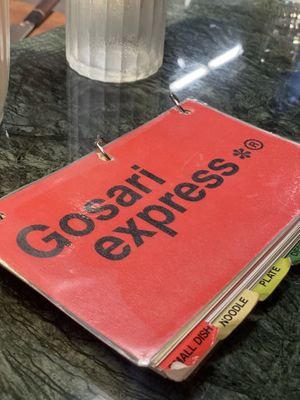 Gosari
express*®
SMALL DISH
NOODLE
PLATE